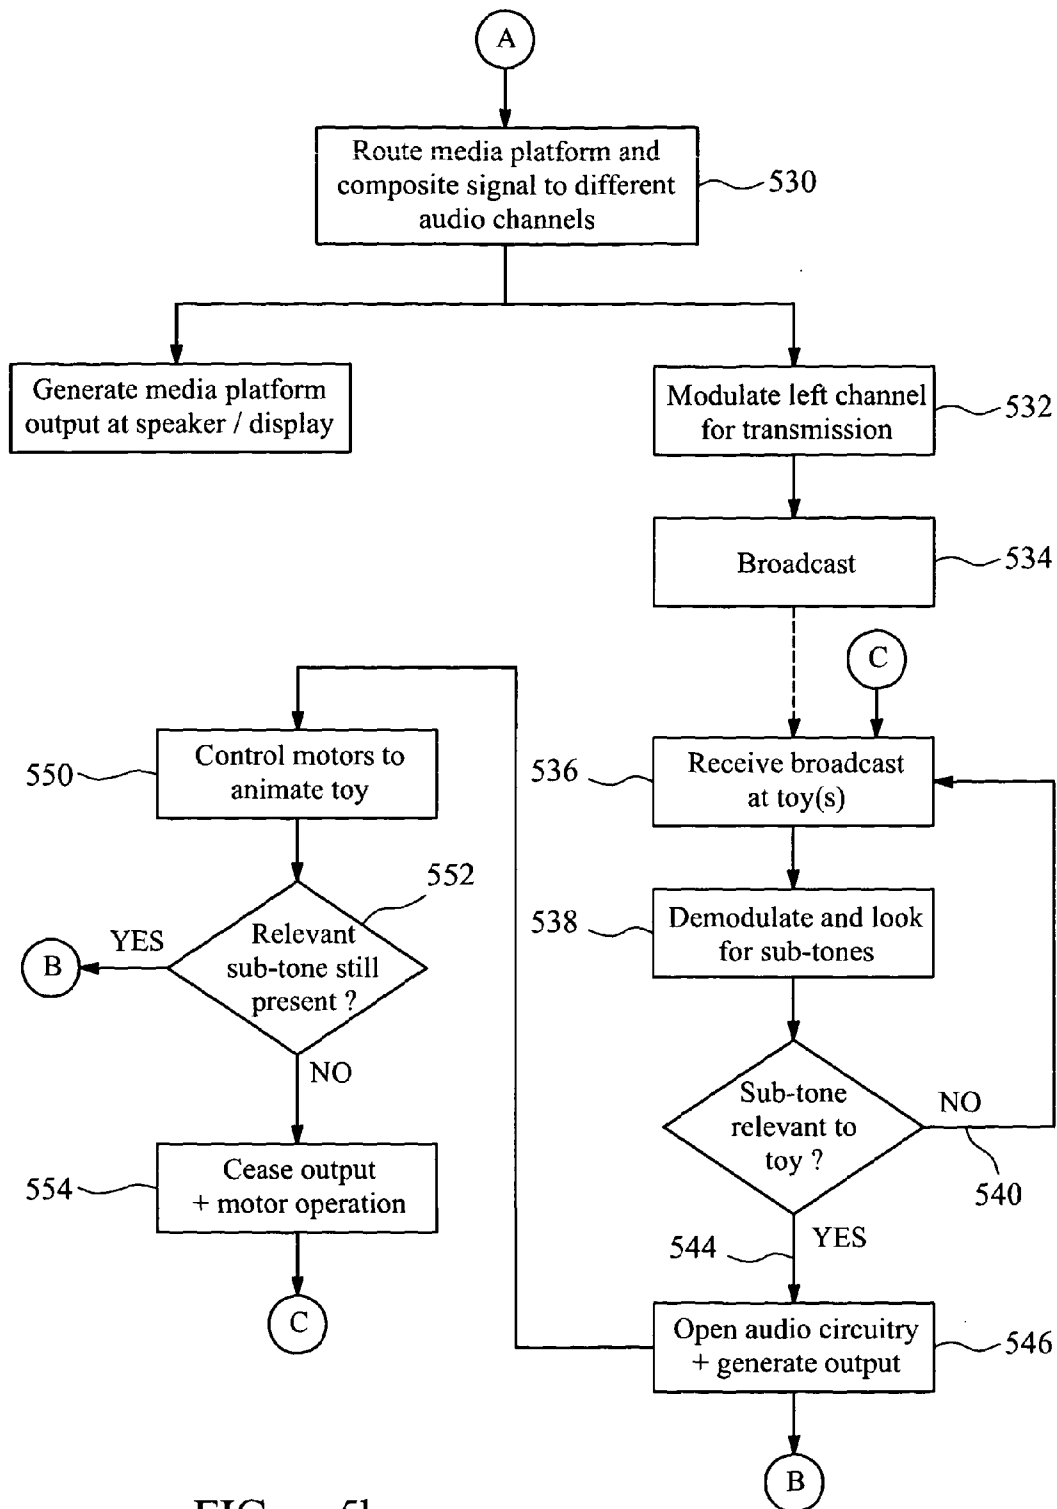 A
Route media platform and
composite signal to different
audio channels
530
Generate media platform
output at speaker / display
Modulate left channel
for transmission
532
Broadcast
534
C
Control motors to
animate toy
550
Receive broadcast
at toy(s)
536
552
Relevant
sub-tone still
present ?
YES
B
NO
Demodulate and look
for sub-tones
538
Sub-tone
relevant to
toy ?
NO
540
Cease output
+ motor operation
554
C
544
YES
Open audio circuitry
+ generate output
546
B